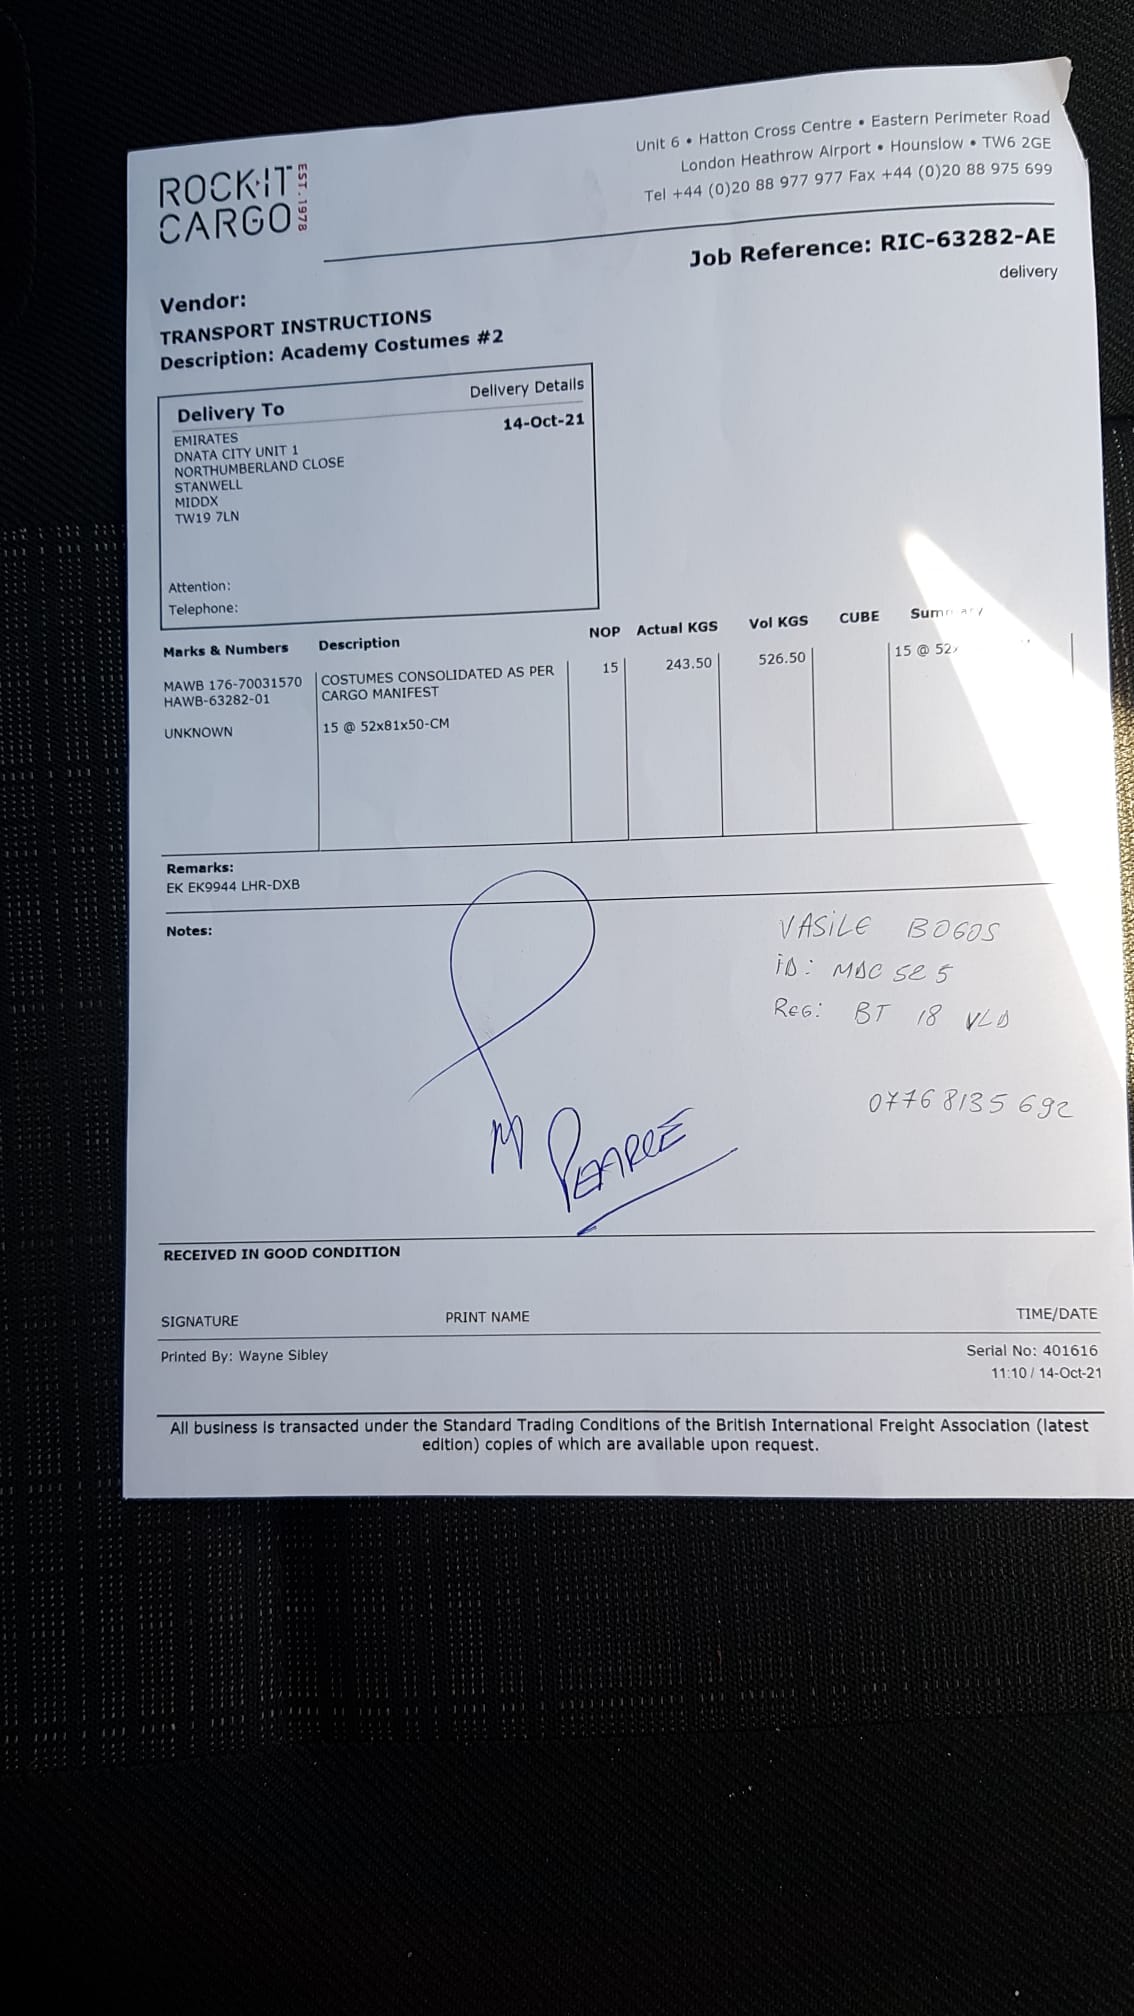 ROCK-IT
CARGO
EST. 1978
Unit 6 • Hatton Cross Centre • Eastern Perimeter Road
London Heathrow Airport • Hounslow • TW6 2GE
Tel +44 (0)20 88 977 977 Fax +44 (0)20 88 975 699
Job Reference: RIC-63282-AE
delivery
Vendor:
TRANSPORT INSTRUCTIONS
Description: Academy Costumes #2
Delivery To Delivery Details
14-Oct-21
EMIRATES
DNATA CITY UNIT 1
NORTHUMBERLAND CLOSE
STANWELL
MIDDX
TW19 7LN
Attention:
Telephone:
Marks & Numbers Description NOP Actual KGS Vol KGS CUBE Summary
MAWB 176-70031570 COSTUMES CONSOLIDATED AS PER 15 243.50 526.50 15 @ 52x
HAWB-63282-01 CARGO MANIFEST
UNKNOWN 15 @ 52x81x50-CM
Remarks:
EK EK9944 LHR-DXB
Notes:
VASILE BOGOS
iD: MDC SE 5
REG: BT 18 VLD
07768135 692
M PEARCE
RECEIVED IN GOOD CONDITION
SIGNATURE PRINT NAME TIME/DATE
Printed By: Wayne Sibley Serial No: 401616
11:10 / 14-Oct-21
All business is transacted under the Standard Trading Conditions of the British International Freight Association (latest
edition) copies of which are available upon request.